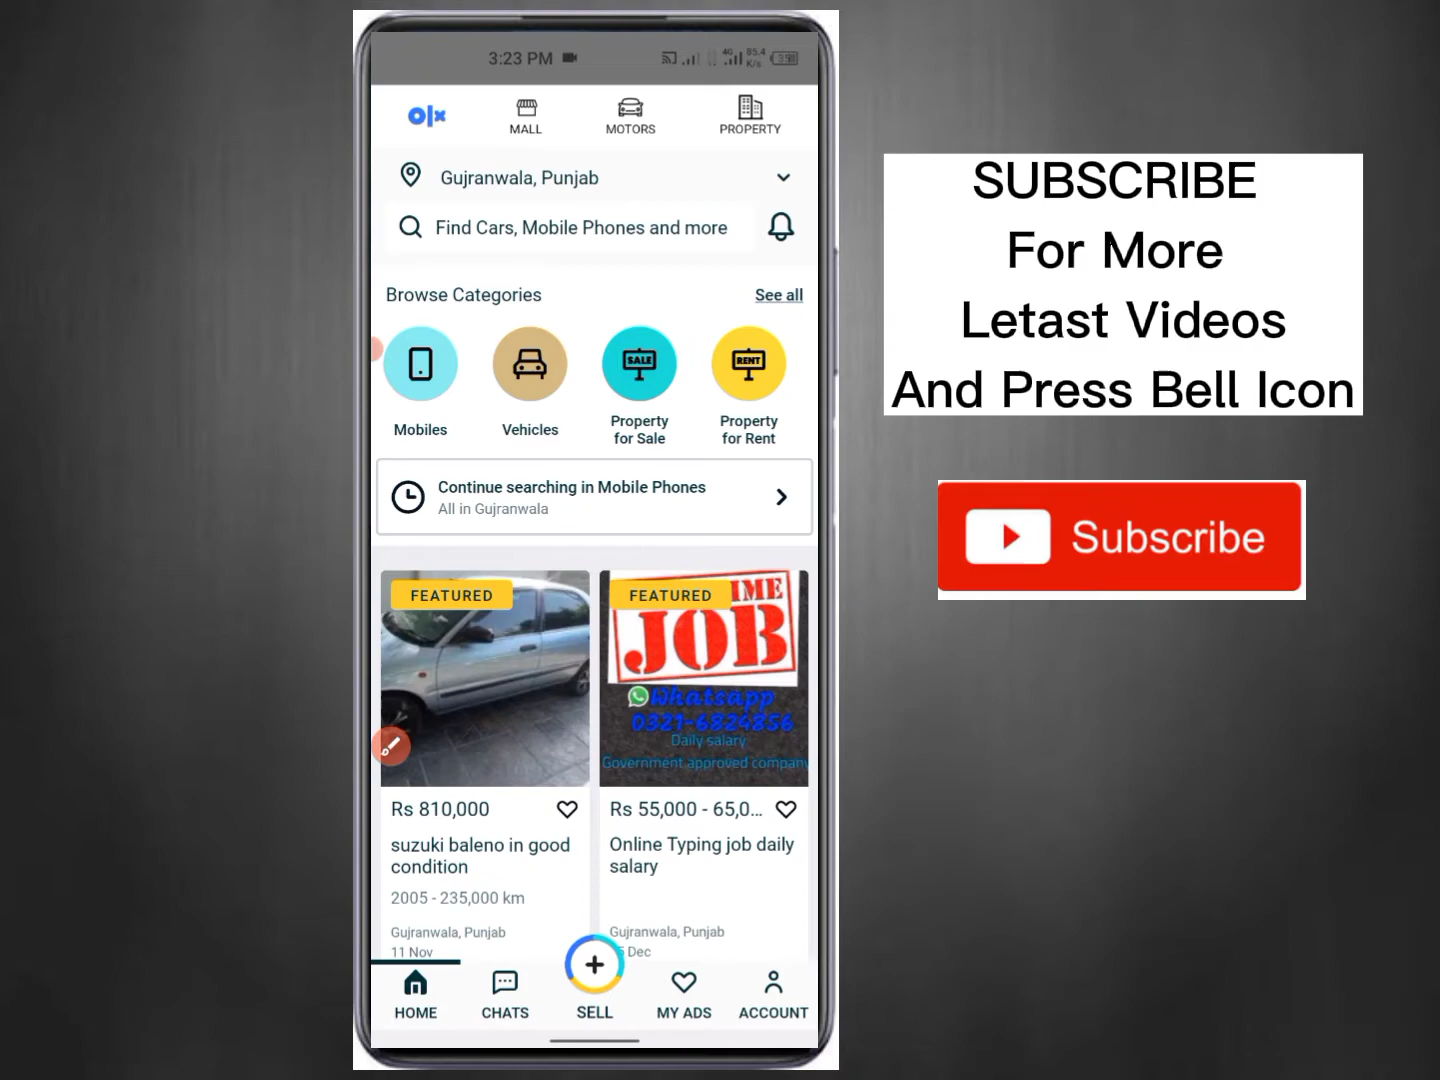 3:23 PM
4G 85.4 K/s
olx
MALL
MOTORS
PROPERTY
Gujranwala, Punjab
Find Cars, Mobile Phones and more
Browse Categories
See all
SALE
RENT
Mobiles
Vehicles
Property
for Sale
Property
for Rent
Continue searching in Mobile Phones
All in Gujranwala
FEATURED
FEATURED
IME
JOB
Whatsapp
0321-6824856
Daily salary
Government approved company
Rs 810,000
Rs 55,000 - 65,0...
suzuki baleno in good
condition
Online Typing job daily
salary
2005 - 235,000 km
Gujranwala, Punjab
11 Nov
Gujranwala, Punjab
Dec
HOME
CHATS
SELL
MY ADS
ACCOUNT
SUBSCRIBE
For More
Letast Videos
And Press Bell Icon
Subscribe